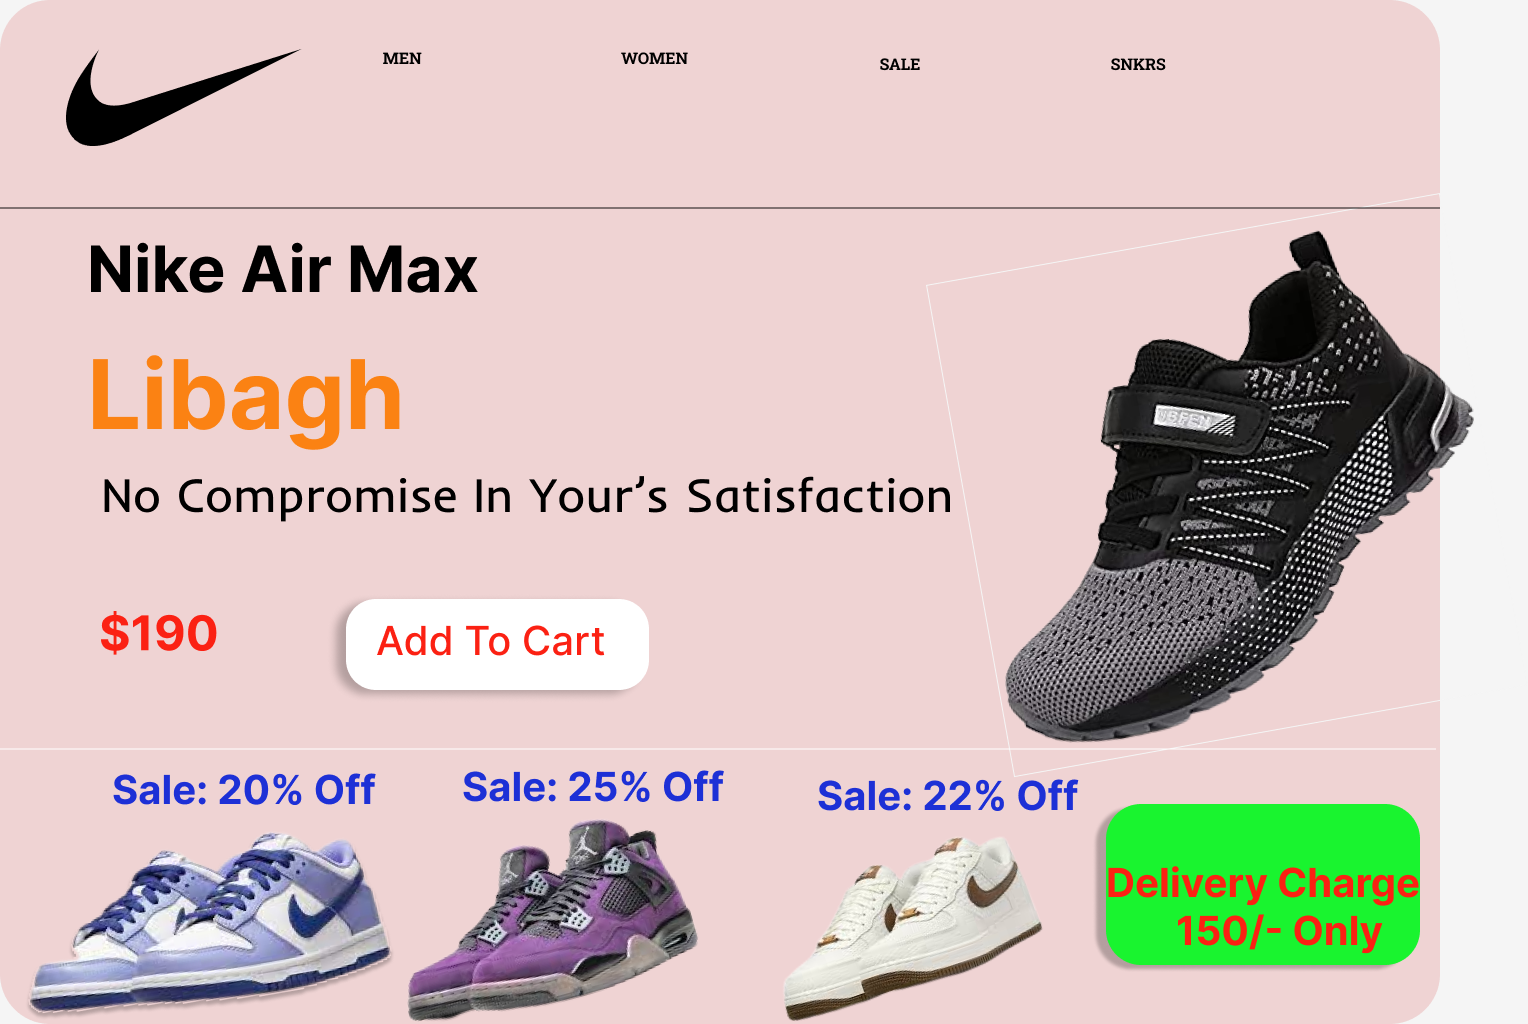 MEN
WOMEN
SALE
SNKRS
Nike Air Max
Libagh
No Compromise In Your’s Satisfaction
$190
Add To Cart
Sale: 20% Off
Sale: 25% Off
Sale: 22% Off
Delivery Charge
150/- Only